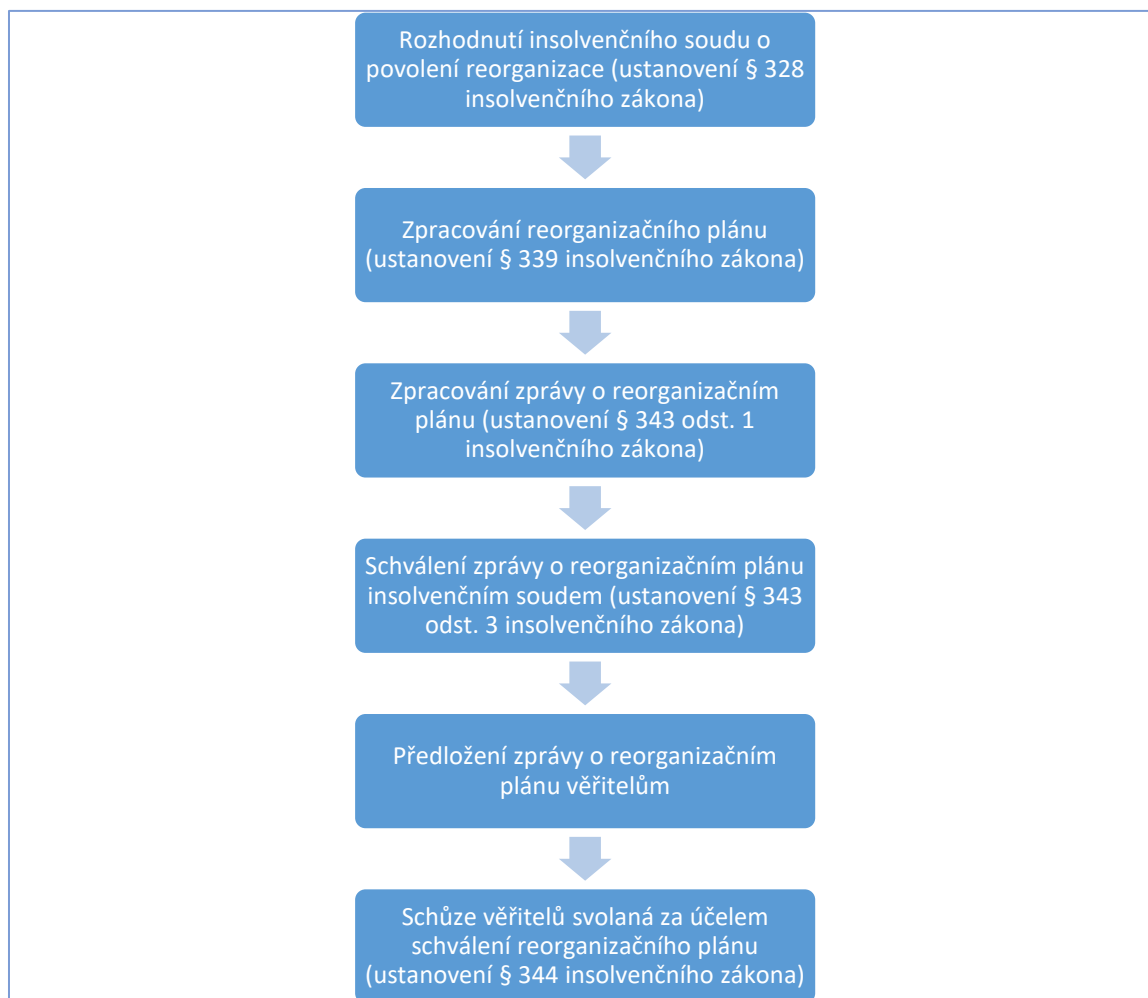 Rozhodnutí insolvenčního soudu o
povolení reorganizace (ustanovení § 328
insolvenčního zákona)
Zpracování reorganizačního plánu
(ustanovení § 339 insolvenčního zákona)
Zpracování zprávy o reorganizačním
plánu (ustanovení § 343 odst. 1
insolvenčního zákona)
Schválení zprávy o reorganizačním plánu
insolvenčním soudem (ustanovení § 343
odst. 3 insolvenčního zákona)
Předložení zprávy o reorganizačním
plánu věřitelům
Schůze věřitelů svolaná za účelem
schválení reorganizačního plánu
(ustanovení § 344 insolvenčního zákona)